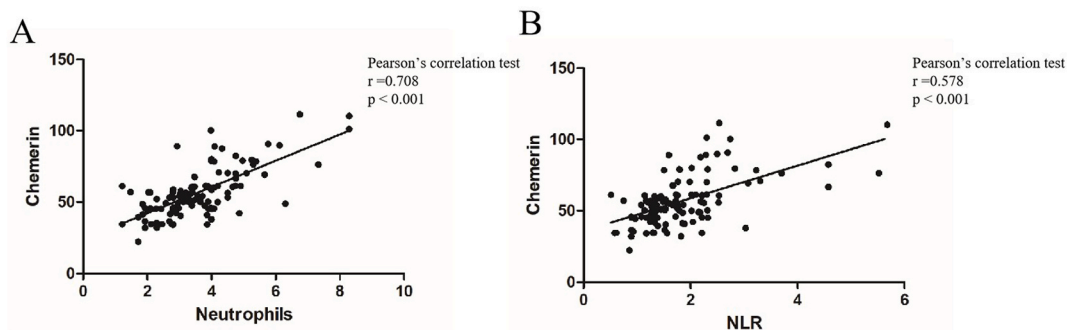 A
Pearson's correlation test
r =0.708
p < 0.001
150
100
50
0
Chemerin
0 2 4 6 8 10
Neutrophils
B
Pearson's correlation test
r =0.578
p < 0.001
150
100
50
0
Chemerin
0 2 4 6
NLR